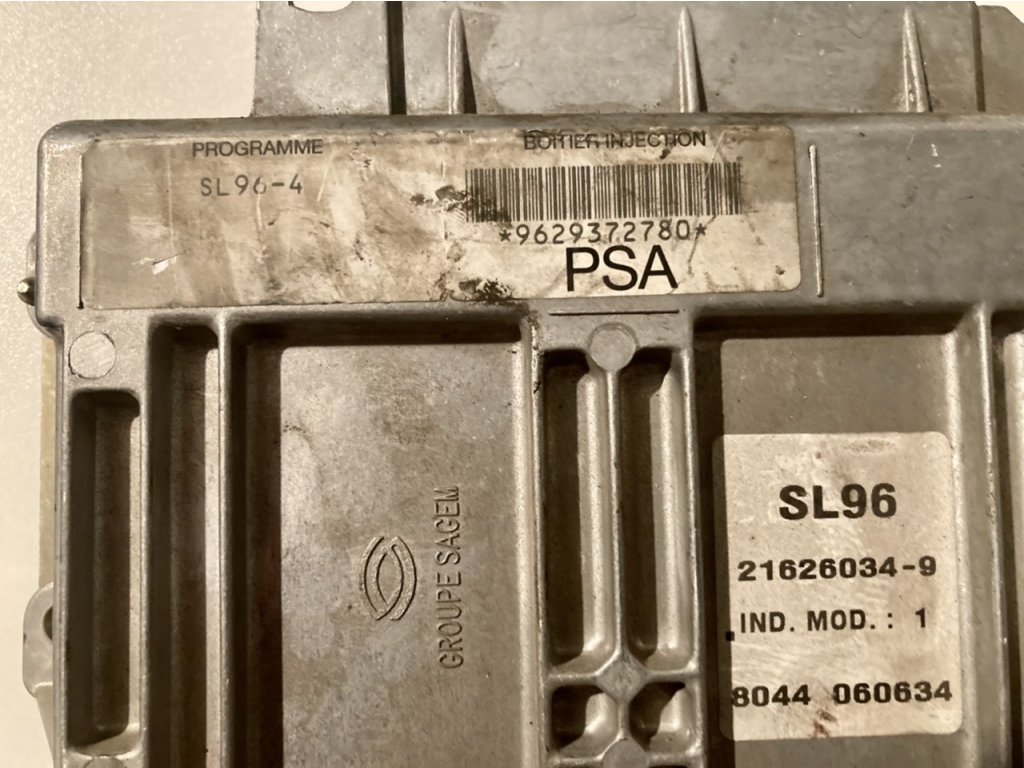 PROGRAMME
SL96-4
BOITIER INJECTION
*9629372780*
PSA
GROUPE SAGEM
SL96
21626034-9
IND. MOD. : 1
8044 060634